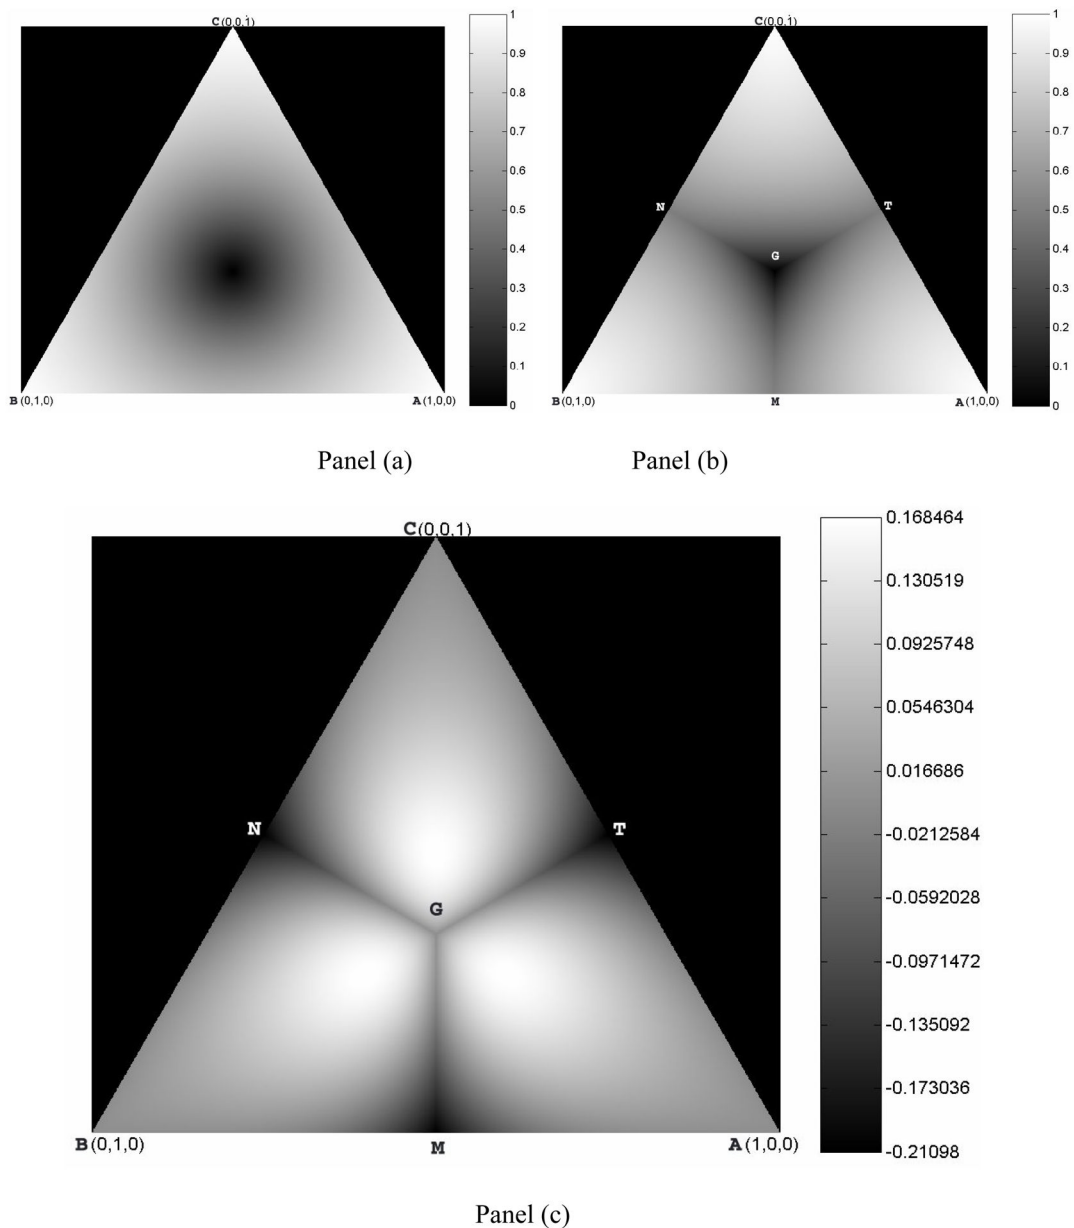 C(0,0,1)
1
0.9
0.8
0.7
0.6
0.5
0.4
0.3
0.2
0.1
0
B(0,1,0)
A(1,0,0)
C(0,0,1)
1
0.9
0.8
0.7
0.6
0.5
0.4
0.3
0.2
0.1
0
N
T
G
B(0,1,0)
M
A(1,0,0)
Panel (a)
Panel (b)
C(0,0,1)
0.168464
0.130519
0.0925748
0.0546304
0.016686
-0.0212584
-0.0592028
-0.0971472
-0.135092
-0.173036
-0.21098
N
T
G
B(0,1,0)
M
A(1,0,0)
Panel (c)